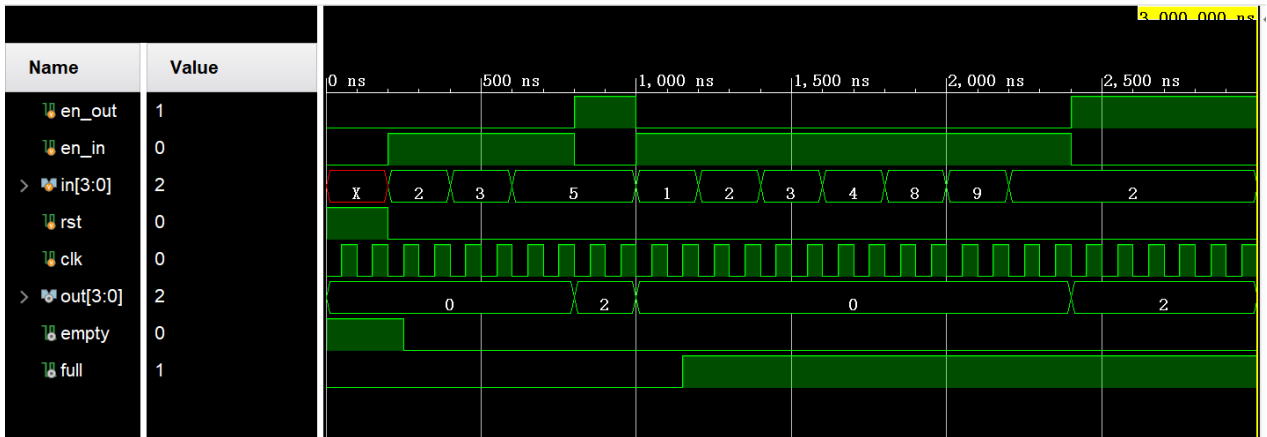 3,000,000 ns
Name Value
0 ns 500 ns 1,000 ns 1,500 ns 2,000 ns 2,500 ns
en_out 1
en_in 0
in[3:0] 2 X 2 3 5 1 2 3 4 8 9 2
rst 0
clk 0
out[3:0] 2 0 2 0 2
empty 0
full 1